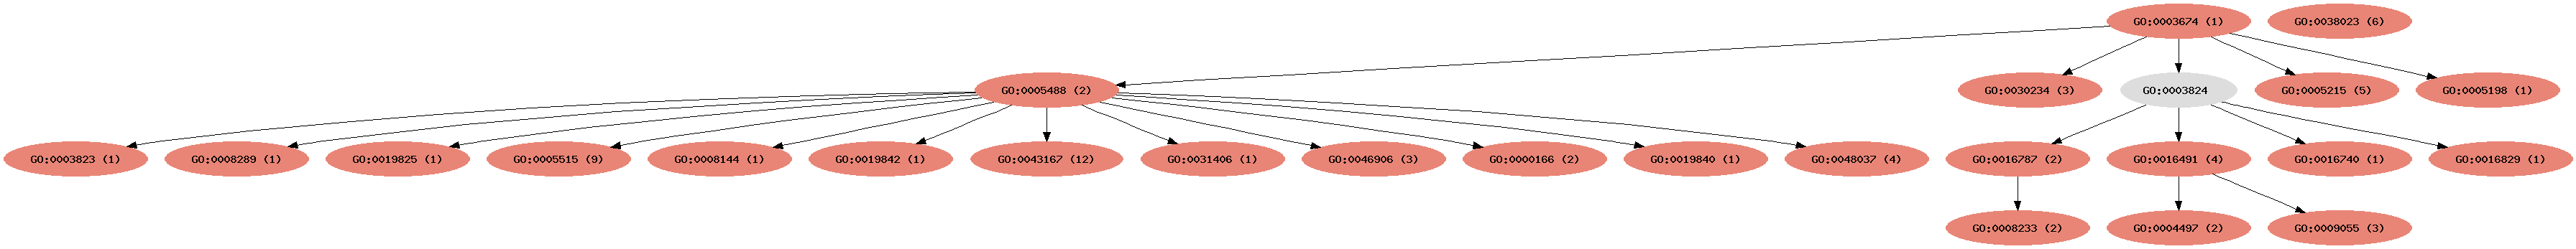 GO:0003674 (1) GO:0038023 (6)
GO:0005488 (2) GO:0030234 (3) GO:0003824 GO:0005215 (5) GO:0005198 (1)
GO:0003823 (1) GO:0008289 (1) GO:0019825 (1) GO:0005515 (9) GO:0008144 (1) GO:0019842 (1) GO:0043167 (12) GO:0031406 (1) GO:0046906 (3) GO:0000166 (2) GO:0019840 (1) GO:0048037 (4) GO:0016787 (2) GO:0016491 (4) GO:0016740 (1) GO:0016829 (1)
GO:0008233 (2) GO:0004497 (2) GO:0009055 (3)